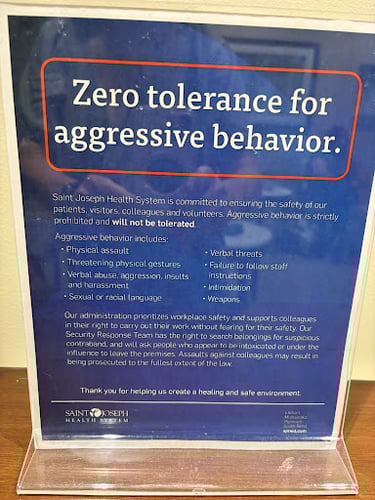 Zero tolerance for
aggressive behavior.
Saint Joseph Health System is committed to ensuring the safety of our
patients, visitors, colleagues and volunteers. Aggressive behavior is strictly
prohibited and will not be tolerated.
Aggressive behavior includes:
• Physical assault
• Threatening physical gestures
• Verbal abuse, aggression, insults
and harassment
• Sexual or racial language
• Verbal threats
• Failure to follow staff
instructions
• Intimidation
• Weapons
Our administration prioritizes workplace safety and supports colleagues
in their right to carry out their work without fearing for their safety. Our
Security Response Team has the right to search belongings for suspicious
contraband, and will ask people who appear to be intoxicated or under the
influence to leave the premises. Assaults against colleagues may result in
being prosecuted to the fullest extent of the law.
Thank you for helping us create a healing and safe environment.
SAINT JOSEPH
HEALTH SYSTEM
Mishawaka
Plymouth
South Bend
sjmed.com